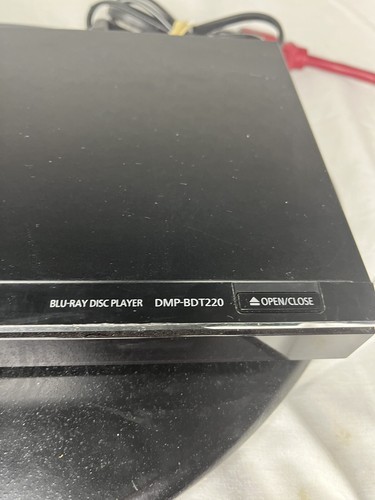 BLU-RAY DISC PLAYER DMP-BDT220 ⏏ OPEN/CLOSE